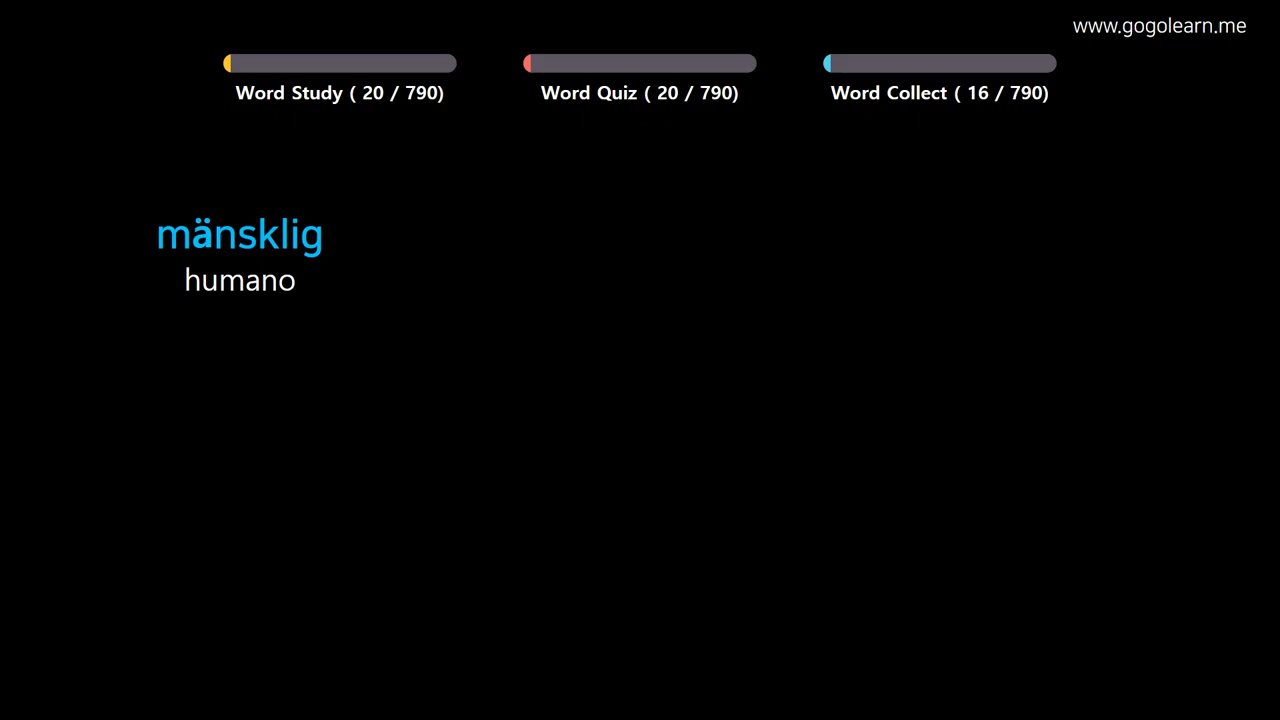 www.gogolearn.me
Word Study ( 20 / 790)
Word Quiz ( 20 / 790)
Word Collect ( 16 / 790)
mänsklig
humano